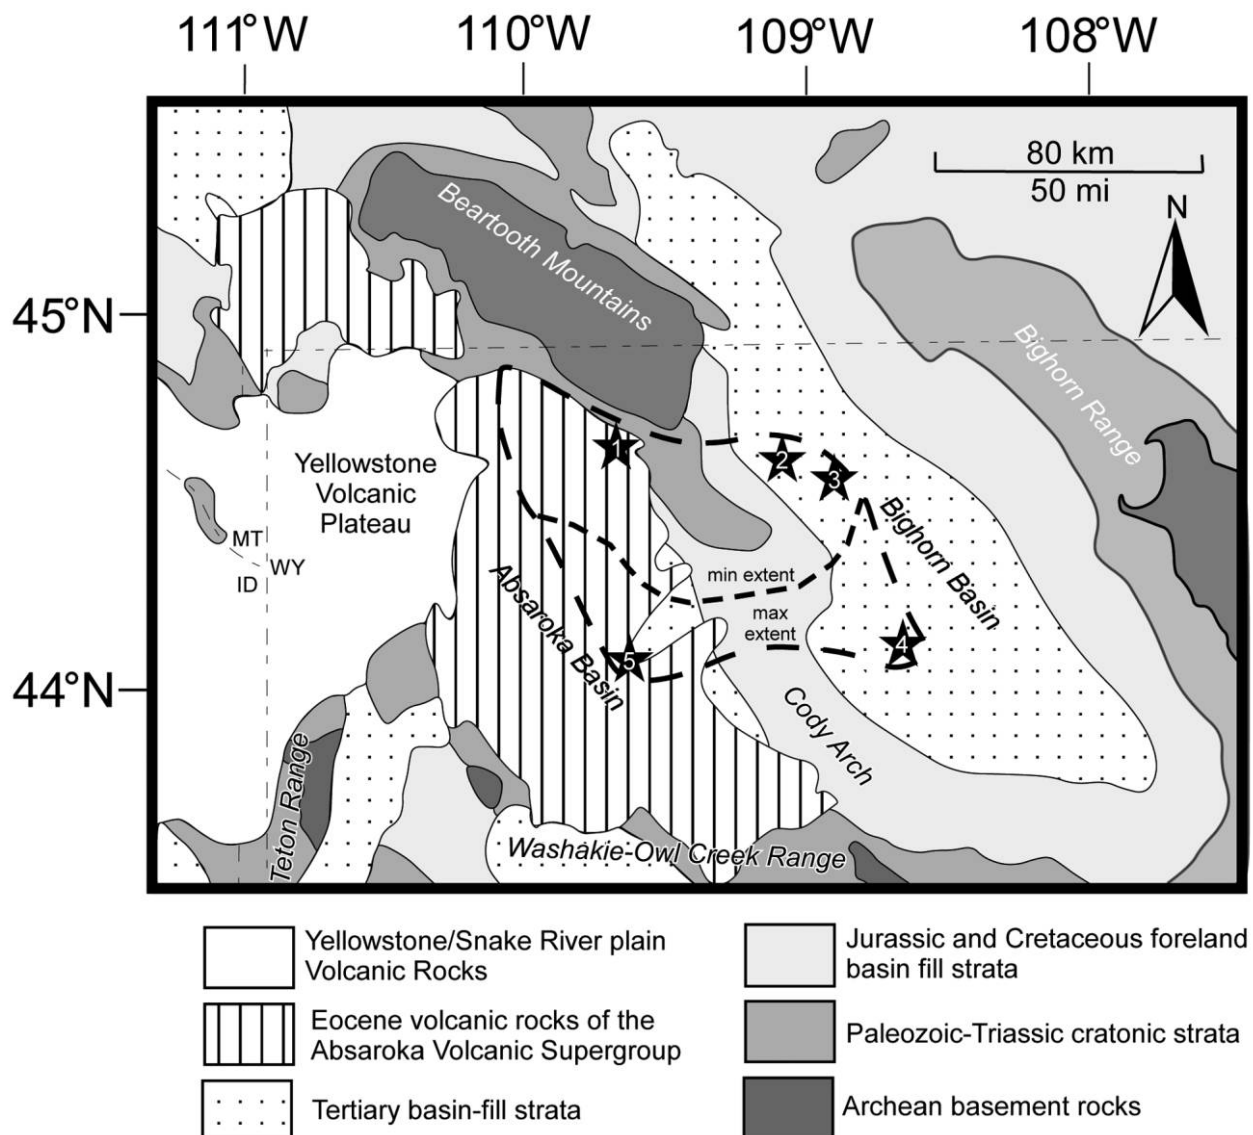 111°W 110°W 109°W 108°W
80 km
50 mi
N
Beartooth Mountains
45°N
Bighorn Range
Yellowstone
Volcanic
Plateau
1
2
3
Bighorn Basin
MT
WY
ID
min extent
max
extent
Absaroka Basin
4
5
44°N
Cody Arch
Teton Range
Washakie-Owl Creek Range
Yellowstone/Snake River plain
Volcanic Rocks
Eocene volcanic rocks of the
Absaroka Volcanic Supergroup
Tertiary basin-fill strata
Jurassic and Cretaceous foreland
basin fill strata
Paleozoic-Triassic cratonic strata
Archean basement rocks